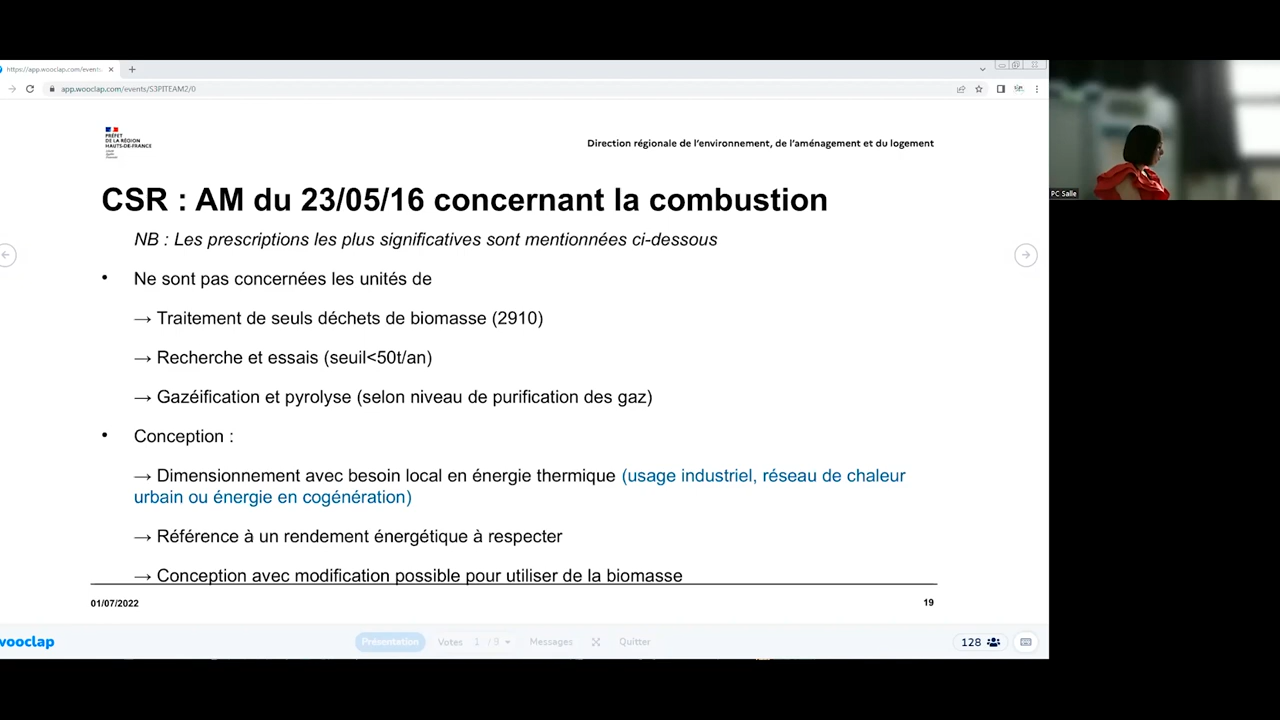 https://app.wooclap.com/event
app.wooclap.com/events/S3PITEAM2/0
PRÉFET
DE LA RÉGION
HAUTS-DE-FRANCE
Direction régionale de l'environnement, de l'aménagement et du logement
CSR : AM du 23/05/16 concernant la combustion
NB : Les prescriptions les plus significatives sont mentionnées ci-dessous
• Ne sont pas concernées les unités de
→ Traitement de seuls déchets de biomasse (2910)
→ Recherche et essais (seuil<50t/an)
→ Gazéification et pyrolyse (selon niveau de purification des gaz)
• Conception :
→ Dimensionnement avec besoin local en énergie thermique (usage industriel, réseau de chaleur
urbain ou énergie en cogénération)
→ Référence à un rendement énergétique à respecter
→ Conception avec modification possible pour utiliser de la biomasse
01/07/2022
19
wooclap
Présentation
Votes 1 / 9
Messages
Quitter
128
PC Salle